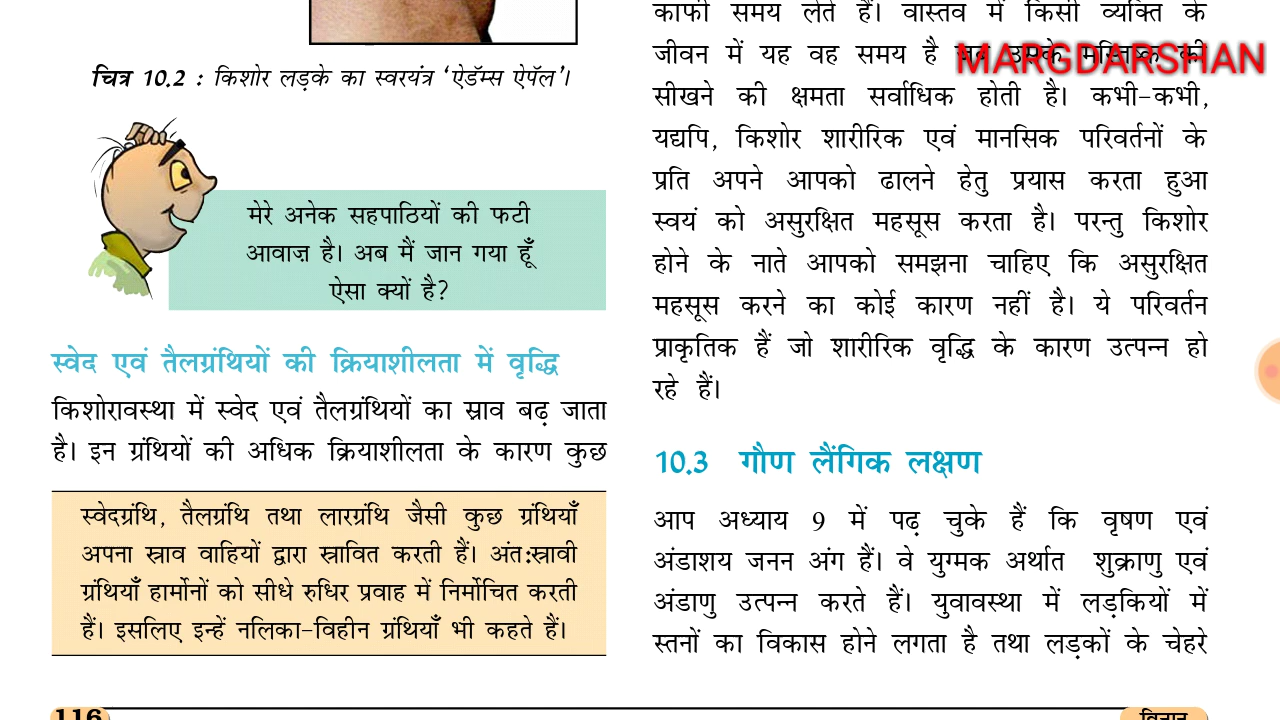 चित्र 10.2 : किशोर लड़के का स्वरयंत्र ‘ऐडॅम्स ऐपॅल’।
मेरे अनेक सहपाठियों की फटी
आवाज़ है। अब मैं जान गया हूँ
ऐसा क्यों है?
स्वेद एवं तैलग्रंथियों की क्रियाशीलता में वृद्धि
किशोरावस्था में स्वेद एवं तैलग्रंथियों का स्राव बढ़ जाता
है। इन ग्रंथियों की अधिक क्रियाशीलता के कारण कुछ
स्वेदग्रंथि, तैलग्रंथि तथा लारग्रंथि जैसी कुछ ग्रंथियाँ
अपना स्राव वाहियों द्वारा स्रावित करती हैं। अंत:स्रावी
ग्रंथियाँ हार्मोनों को सीधे रुधिर प्रवाह में निर्मोचित करती
हैं। इसलिए इन्हें नलिका-विहीन ग्रंथियाँ भी कहते हैं।
116
काफी समय लेते हैं। वास्तव में किसी व्यक्ति के
जीवन में यह वह समय है की
MARGDARSHAN
सीखने की क्षमता सर्वाधिक होती है। कभी-कभी,
यद्यपि, किशोर शारीरिक एवं मानसिक परिवर्तनों के
प्रति अपने आपको ढालने हेतु प्रयास करता हुआ
स्वयं को असुरक्षित महसूस करता है। परन्तु किशोर
होने के नाते आपको समझना चाहिए कि असुरक्षित
महसूस करने का कोई कारण नहीं है। ये परिवर्तन
प्राकृतिक हैं जो शारीरिक वृद्धि के कारण उत्पन्न हो
रहे हैं।
10.3 गौण लैंगिक लक्षण
आप अध्याय 9 में पढ़ चुके हैं कि वृषण एवं
अंडाशय जनन अंग हैं। वे युग्मक अर्थात शुक्राणु एवं
अंडाणु उत्पन्न करते हैं। युवावस्था में लड़कियों में
स्तनों का विकास होने लगता है तथा लड़कों के चेहरे